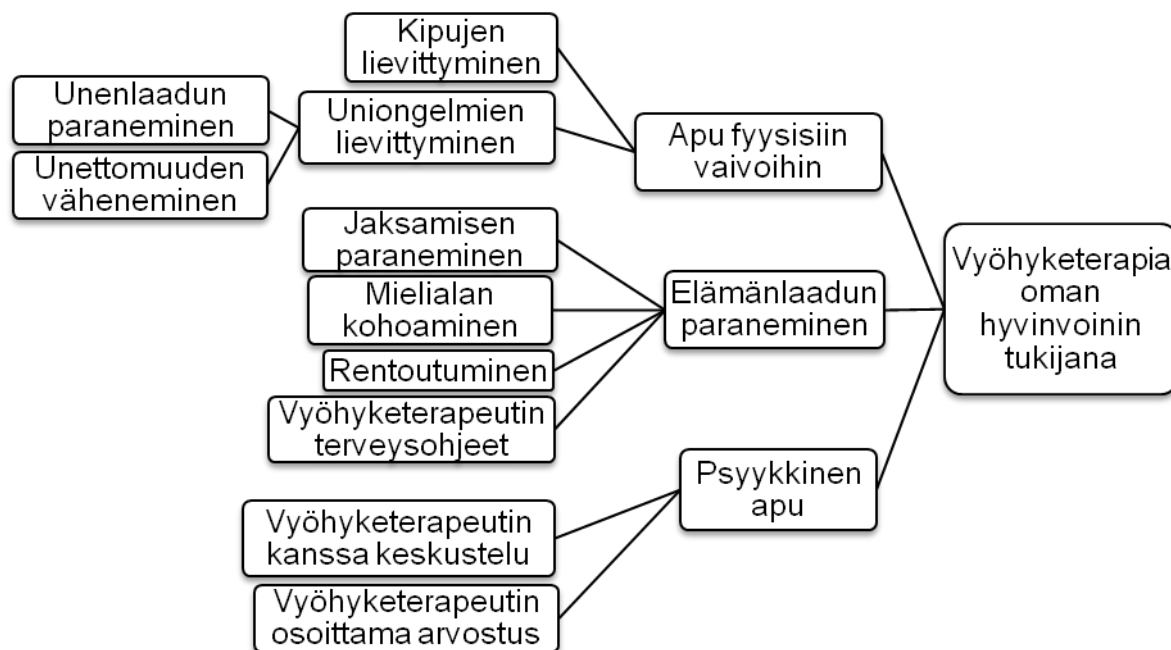 Kipujen
lievittyminen
Unenlaadun
paraneminen
Unettomuuden
väheneminen
Uniongelmien
lievittyminen
Apu fyysisiin
vaivoihin
Jaksamisen
paraneminen
Mielialan
kohoaminen
Rentoutuminen
Vyöhyketerapeutin
terveysohjeet
Elämänlaadun
paraneminen
Vyöhyketerapia
oman
hyvinvoinin
tukijana
Psyykkinen
apu
Vyöhyketerapeutin
kanssa keskustelu
Vyöhyketerapeutin
osoittama arvostus